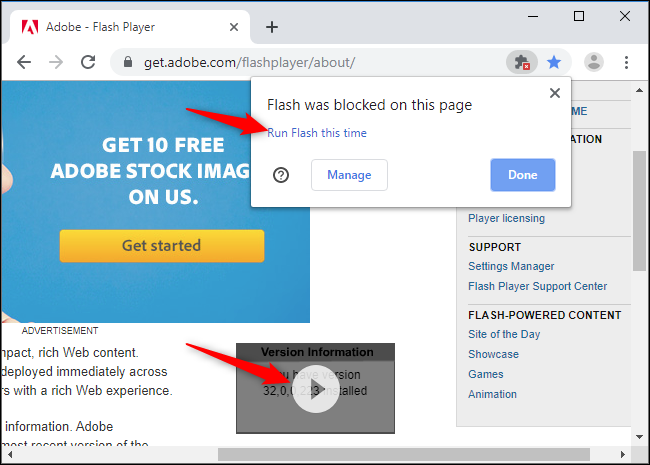 Adobe - Flash Player
get.adobe.com/flashplayer/about/
Flash was blocked on this page
Run Flash this time
Manage
Done
GET 10 FREE
ADOBE STOCK IMAG
ON US.
Get started
ADVERTISEMENT
ME
ATION
Player licensing
SUPPORT
Settings Manager
Flash Player Support Center
FLASH-POWERED CONTENT
Site of the Day
Showcase
Games
Animation
mpact, rich Web content.
deployed immediately across
rs with a rich Web experience.
information. Adobe
most recent version of the
Version Information
u have version
32,0,0,223 installed